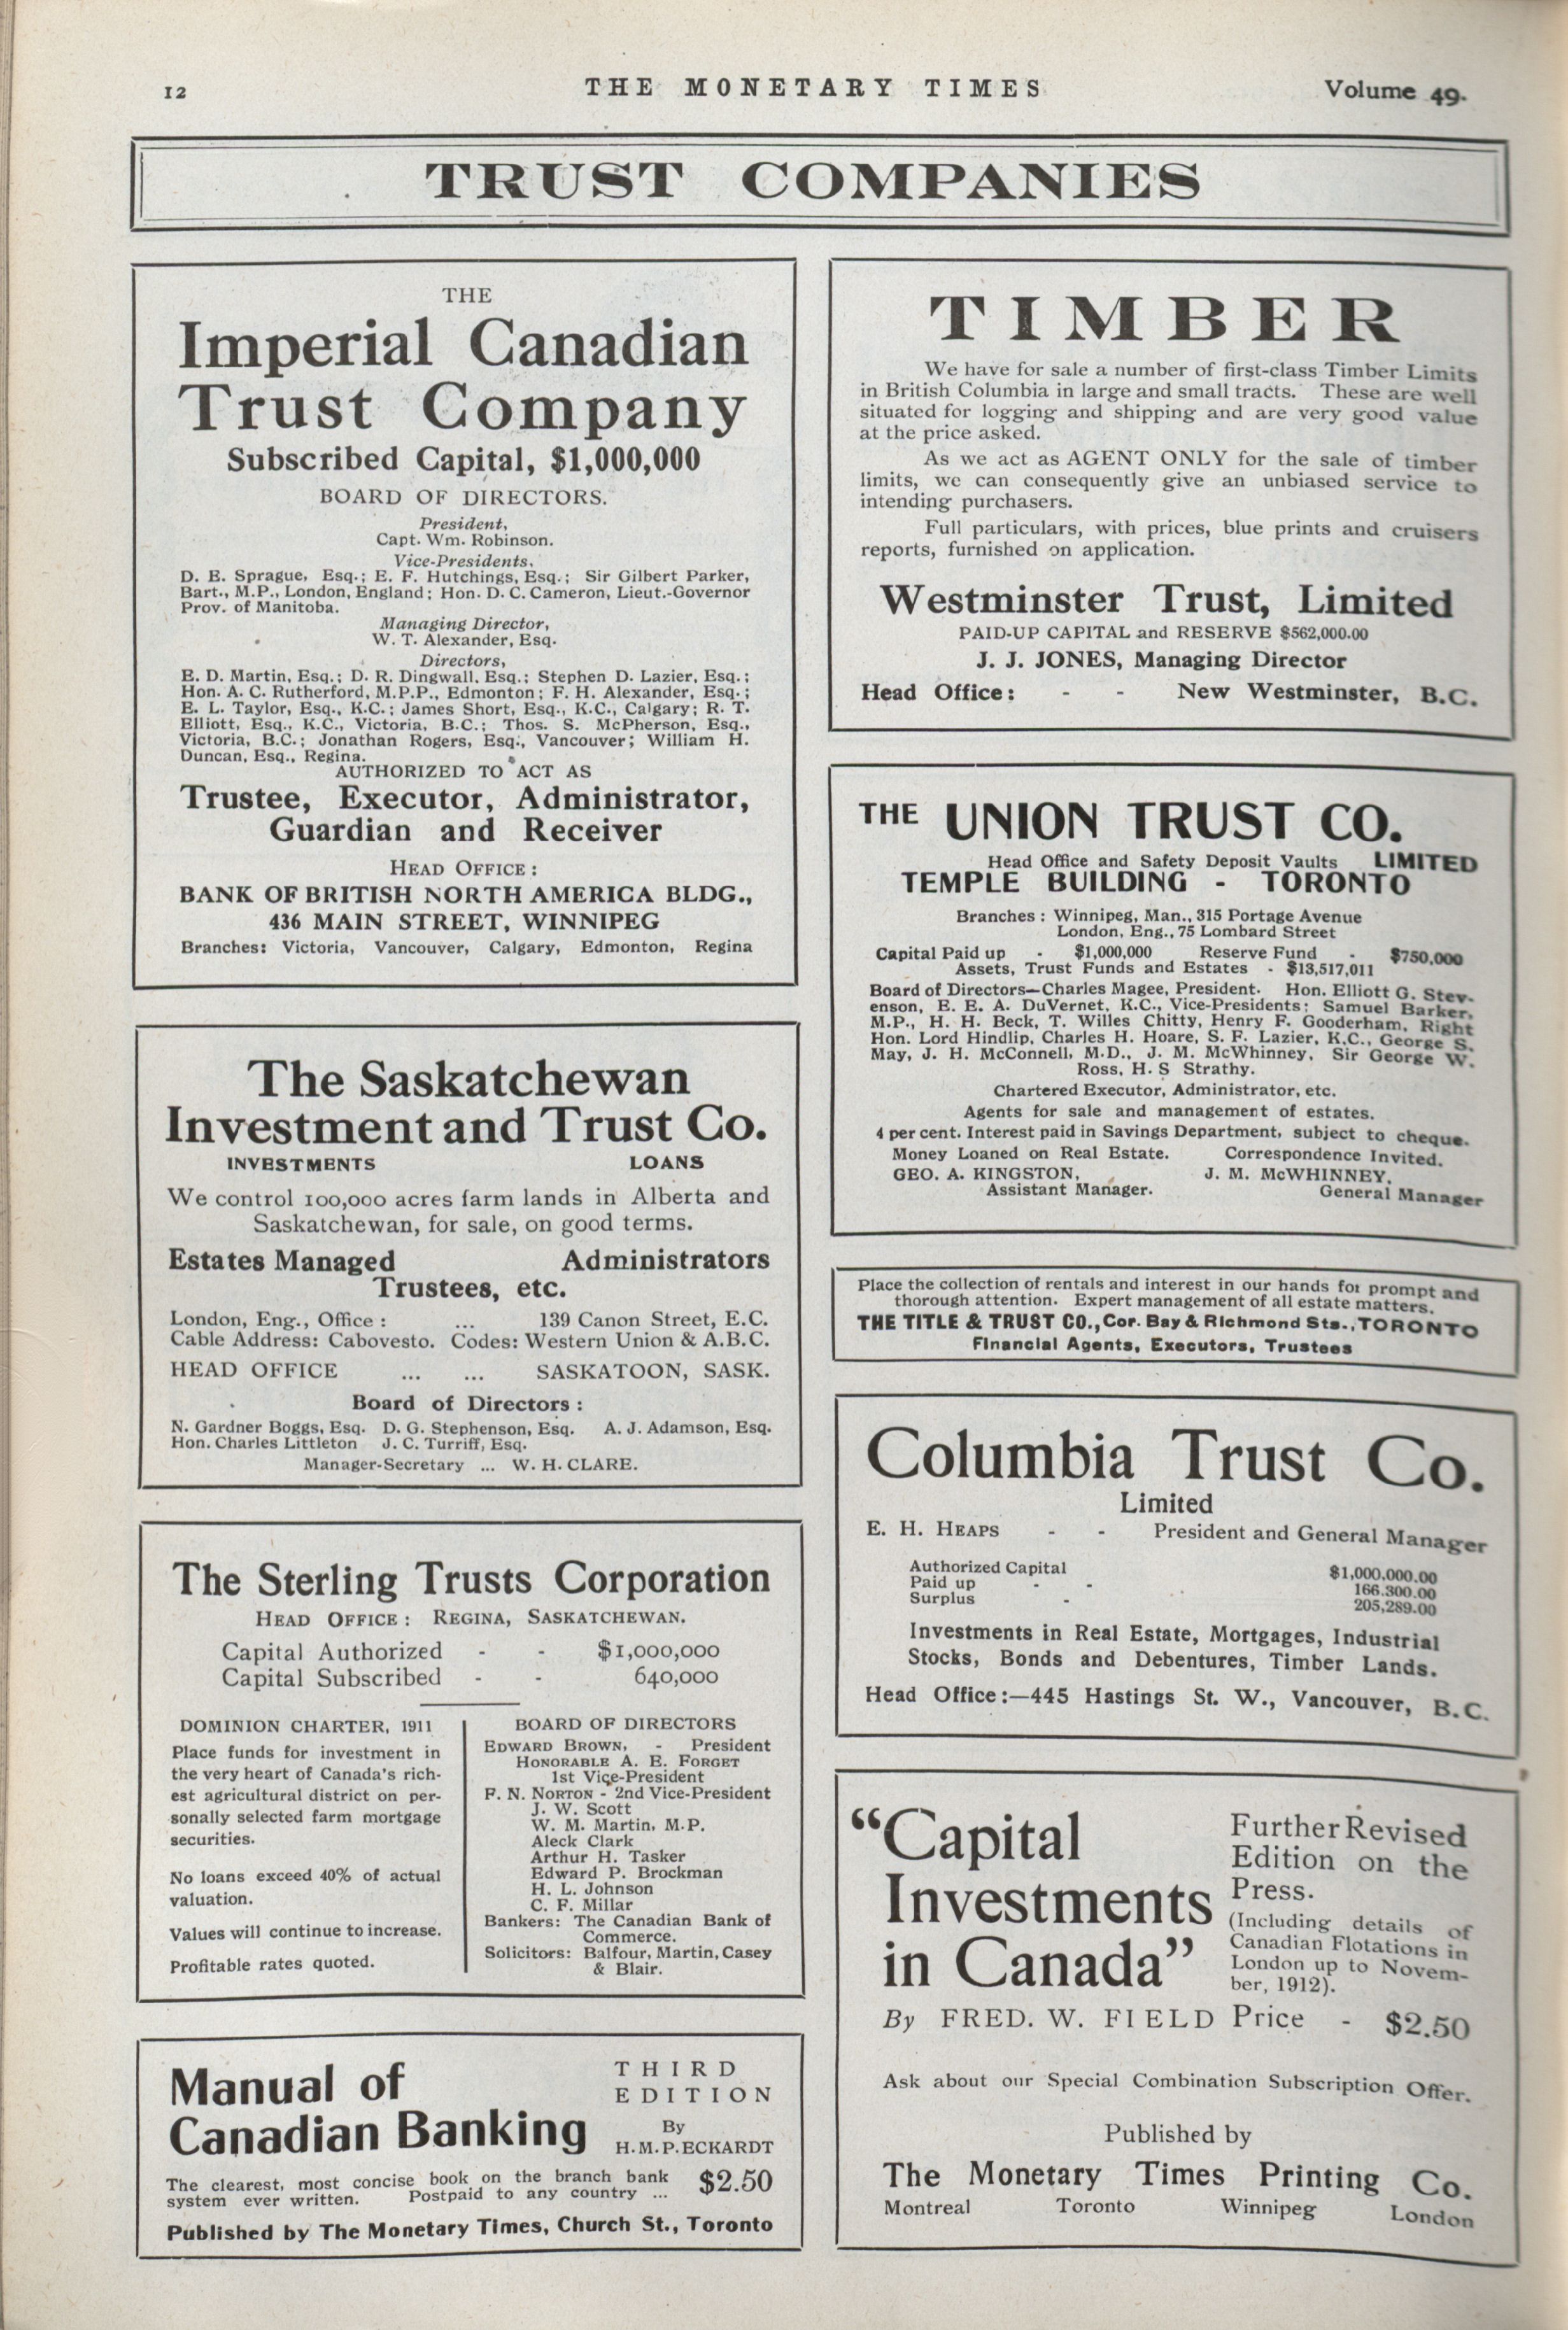 12 THE MONETARY TIMES Volume 49.
TRUST COMPANIES
THE
Imperial Canadian
Trust Company
Subscribed Capital, $1,000,000
BOARD OF DIRECTORS.
President,
Capt. Wm. Robinson.
Vice-Presidents,
D. E. Sprague, Esq.; E. F. Hutchings, Esq.; Sir Gilbert Parker,
Bart., M.P., London, England; Hon. D. C. Cameron, Lieut.-Governor
Prov. of Manitoba.
Managing Director,
W. T. Alexander, Esq.
Directors,
E. D. Martin, Esq.; D. R. Dingwall, Esq.; Stephen D. Lazier, Esq.;
Hon. A. C. Rutherford, M.P.P., Edmonton; F. H. Alexander, Esq.;
E. L. Taylor, Esq., K.C.; James Short, Esq., K.C., Calgary; R. T.
Elliott, Esq., K.C., Victoria, B.C.; Thos. S. McPherson, Esq.,
Victoria, B.C.; Jonathan Rogers, Esq., Vancouver; William H.
Duncan, Esq., Regina.
AUTHORIZED TO ACT AS
Trustee, Executor, Administrator,
Guardian and Receiver
HEAD OFFICE:
BANK OF BRITISH NORTH AMERICA BLDG.,
436 MAIN STREET, WINNIPEG
Branches: Victoria, Vancouver, Calgary, Edmonton, Regina
The Saskatchewan
Investment and Trust Co.
INVESTMENTS LOANS
We control 100,000 acres farm lands in Alberta and
Saskatchewan, for sale, on good terms.
Estates Managed Administrators
Trustees, etc.
London, Eng., Office: ... 139 Canon Street, E.C.
Cable Address: Cabovesto. Codes: Western Union & A.B.C.
HEAD OFFICE ... ... SASKATOON, SASK.
Board of Directors:
N. Gardner Boggs, Esq. D. G. Stephenson, Esq. A. J. Adamson, Esq.
Hon. Charles Littleton J. C. Turriff, Esq.
Manager-Secretary ... W. H. CLARE.
The Sterling Trusts Corporation
HEAD OFFICE: REGINA, SASKATCHEWAN.
Capital Authorized - - $1,000,000
Capital Subscribed - - 640,000
DOMINION CHARTER, 1911
Place funds for investment in
the very heart of Canada's rich-
est agricultural district on per-
sonally selected farm mortgage
securities.
No loans exceed 40% of actual
valuation.
Values will continue to increase.
Profitable rates quoted.
BOARD OF DIRECTORS
EDWARD BROWN, - President
HONORABLE A. E. FORGET
1st Vice-President
F. N. NORTON - 2nd Vice-President
J. W. Scott
W. M. Martin, M.P.
Aleck Clark
Arthur H. Tasker
Edward P. Brockman
H. L. Johnson
C. F. Millar
Bankers: The Canadian Bank of
Commerce.
Solicitors: Balfour, Martin, Casey
& Blair.
Manual of
Canadian Banking
THIRD
EDITION
By
H.M.P. ECKARDT
The clearest, most concise book on the branch bank
system ever written. Postpaid to any country ... $2.50
Published by The Monetary Times, Church St., Toronto
TIMBER
We have for sale a number of first-class Timber Limits
in British Columbia in large and small tracts. These are well
situated for logging and shipping and are very good value
at the price asked.
As we act as AGENT ONLY for the sale of timber
limits, we can consequently give an unbiased service to
intending purchasers.
Full particulars, with prices, blue prints and cruisers
reports, furnished on application.
Westminster Trust, Limited
PAID-UP CAPITAL and RESERVE $562,000.00
J. J. JONES, Managing Director
Head Office: - - New Westminster, B.C.
THE UNION TRUST CO.
Head Office and Safety Deposit Vaults LIMITED
TEMPLE BUILDING - TORONTO
Branches: Winnipeg, Man., 315 Portage Avenue
London, Eng., 75 Lombard Street
Capital Paid up - $1,000,000 Reserve Fund - $750,000
Assets, Trust Funds and Estates - $13,517,011
Board of Directors—Charles Magee, President. Hon. Elliott G. Stev-
enson, E. E. A. DuVernet, K.C., Vice-Presidents; Samuel Barker,
M.P., H. H. Beck, T. Willes Chitty, Henry F. Gooderham, Right
Hon. Lord Hindlip, Charles H. Hoare, S. F. Lazier, K.C., George S.
May, J. H. McConnell, M.D., J. M. McWhinney, Sir George W.
Ross, H. S Strathy.
Chartered Executor, Administrator, etc.
Agents for sale and management of estates.
4 per cent. Interest paid in Savings Department, subject to cheque.
Money Loaned on Real Estate. Correspondence Invited.
GEO. A. KINGSTON, J. M. McWHINNEY,
Assistant Manager. General Manager
Place the collection of rentals and interest in our hands for prompt and
thorough attention. Expert management of all estate matters.
THE TITLE & TRUST CO., Cor. Bay & Richmond Sts., TORONTO
Financial Agents, Executors, Trustees
Columbia Trust Co.
Limited
E. H. HEAPS - - President and General Manager
Authorized Capital $1,000,000.00
Paid up - - 166.300.00
Surplus - 205,289.00
Investments in Real Estate, Mortgages, Industrial
Stocks, Bonds and Debentures, Timber Lands.
Head Office:—445 Hastings St. W., Vancouver, B.C.
"Capital
Investments
in Canada"
Further Revised
Edition on the
Press.
(Including details of
Canadian Flotations in
London up to Novem-
ber, 1912).
By FRED. W. FIELD Price - $2.50
Ask about our Special Combination Subscription Offer.
Published by
The Monetary Times Printing Co.
Montreal Toronto Winnipeg London